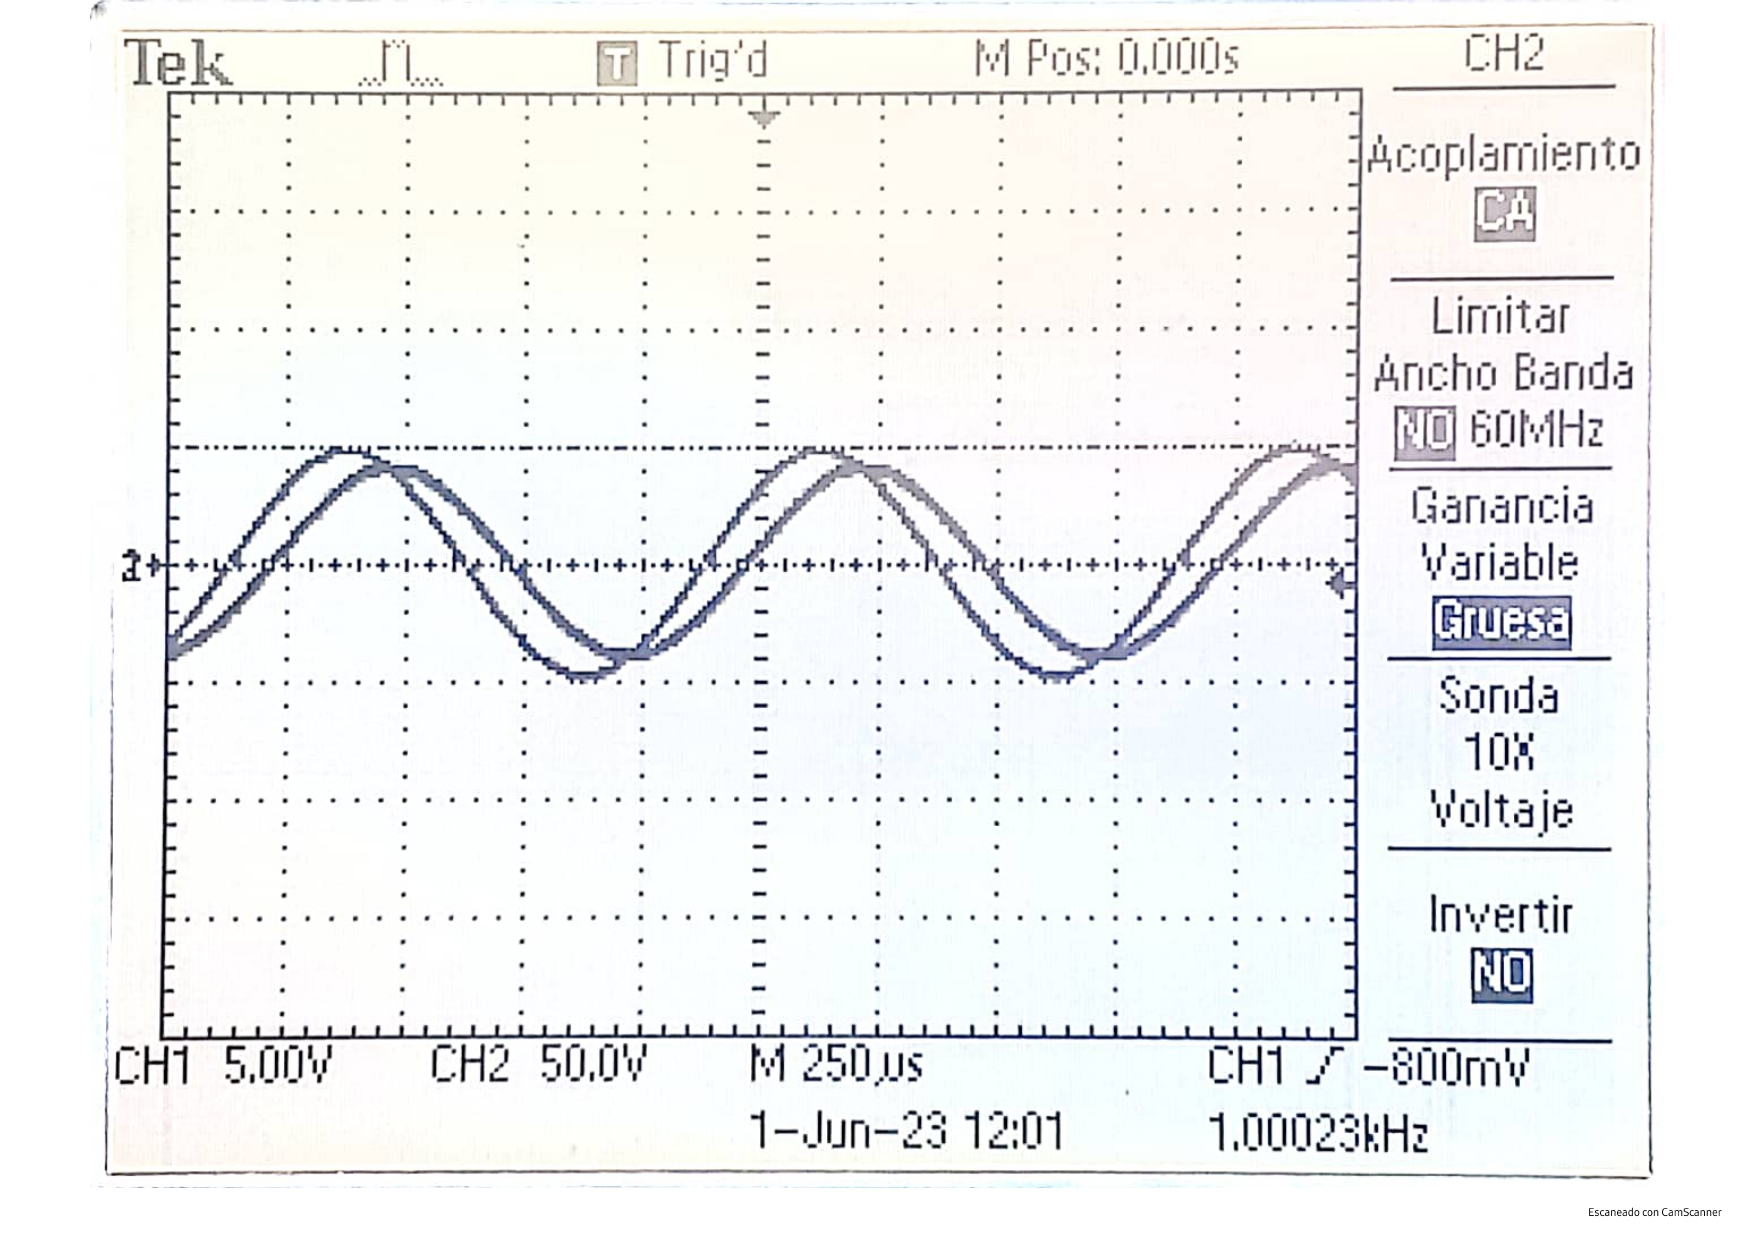 Tek T Trig'd M Pos: 0.000s CH2
Acoplamiento
CA
Limitar
Ancho Banda
NO 60MHz
Ganancia
Variable
Gruesa
Sonda
10X
Voltaje
Invertir
NO
CH1 5.00V CH2 50.0V M 250µs CH1 ∫ -800mV
1-Jun-23 12:01 1.00023kHz
Escaneado con CamScanner